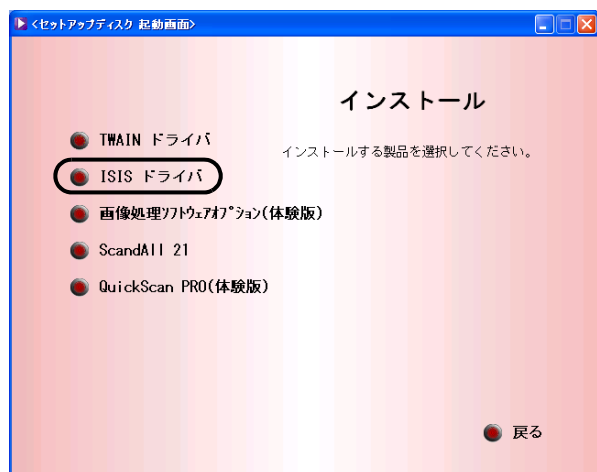 <セットアップディスク 起動画面>
インストール
インストールする製品を選択してください。
TWAIN ドライバ
ISIS ドライバ
画像処理ソフトウェアオプション(体験版)
ScandAll 21
QuickScan PRO(体験版)
戻る